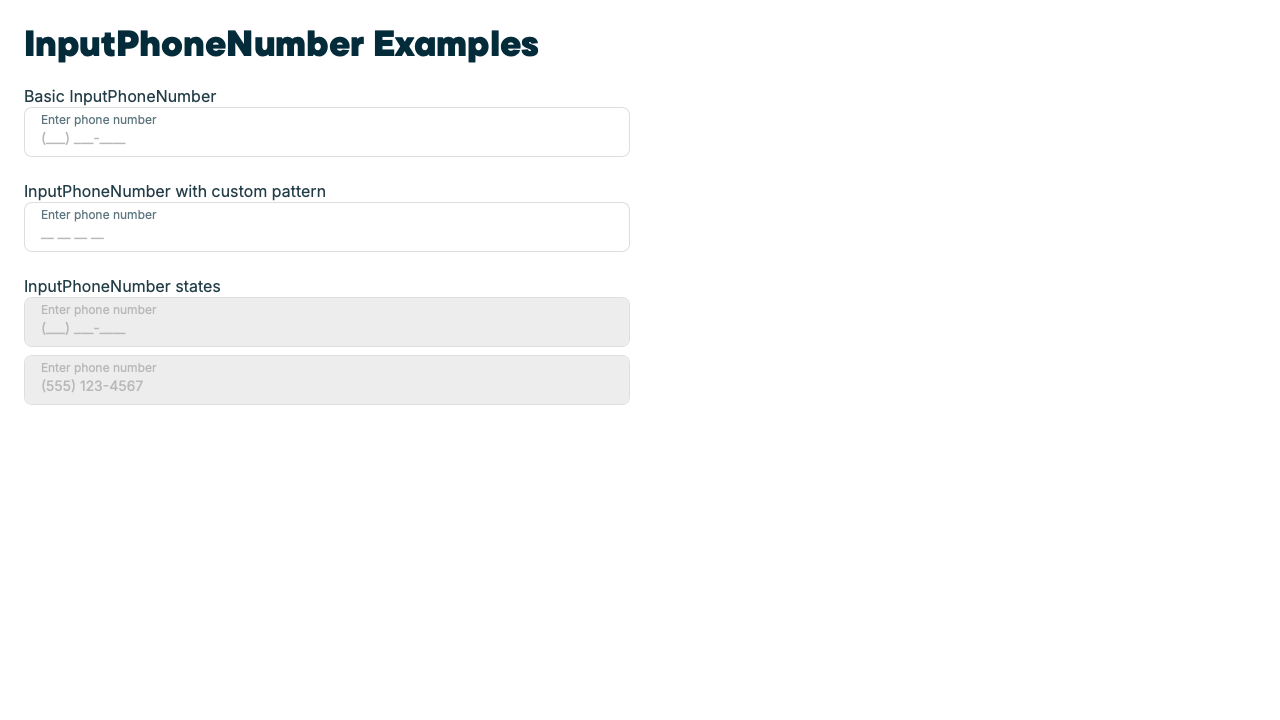 InputPhoneNumber Examples
Basic InputPhoneNumber
Enter phone number
(___) ___-____
InputPhoneNumber with custom pattern
Enter phone number
__ __ __ __
InputPhoneNumber states
Enter phone number
(___) ___-____
Enter phone number
(555) 123-4567